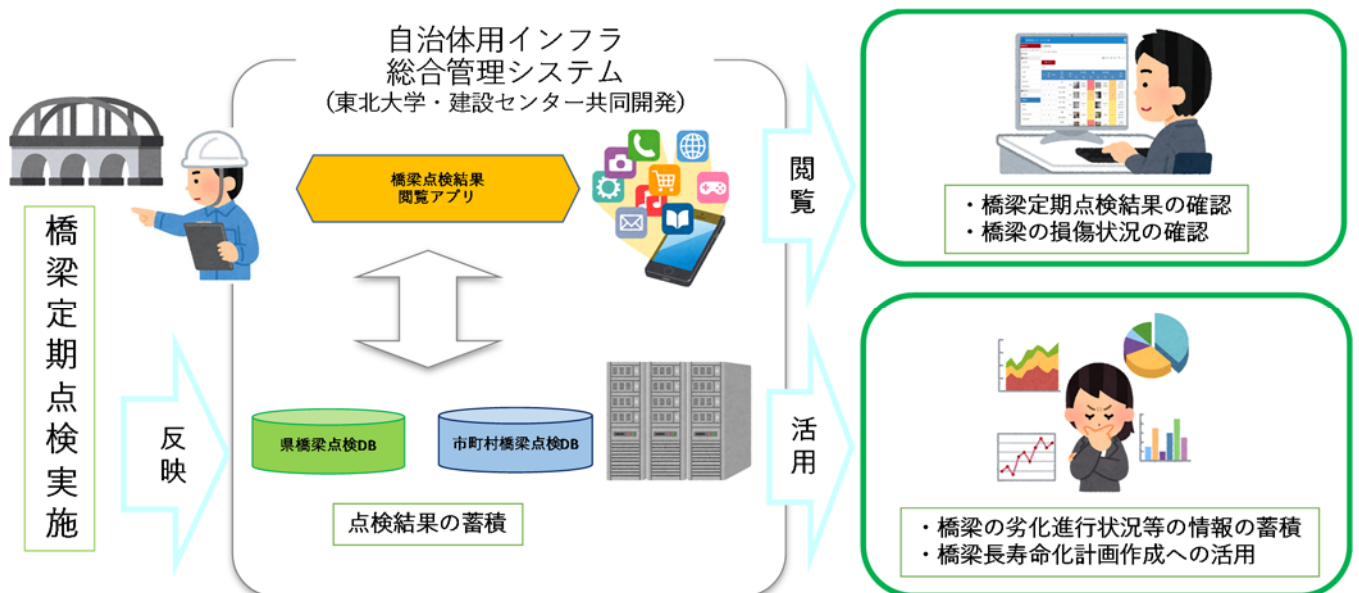 自治体用インフラ
総合管理システム
(東北大学・建設センター共同開発)
橋梁定期点検実施
反映
橋梁点検結果
閲覧アプリ
県橋梁点検DB
市町村橋梁点検DB
点検結果の蓄積
閲覧
・橋梁定期点検結果の確認
・橋梁の損傷状況の確認
活用
・橋梁の劣化進行状況等の情報の蓄積
・橋梁長寿命化計画作成への活用